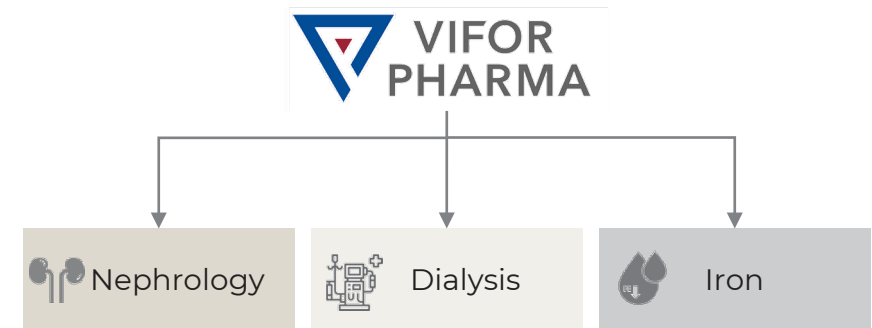 VIFOR
PHARMA
Nephrology
Dialysis
Iron